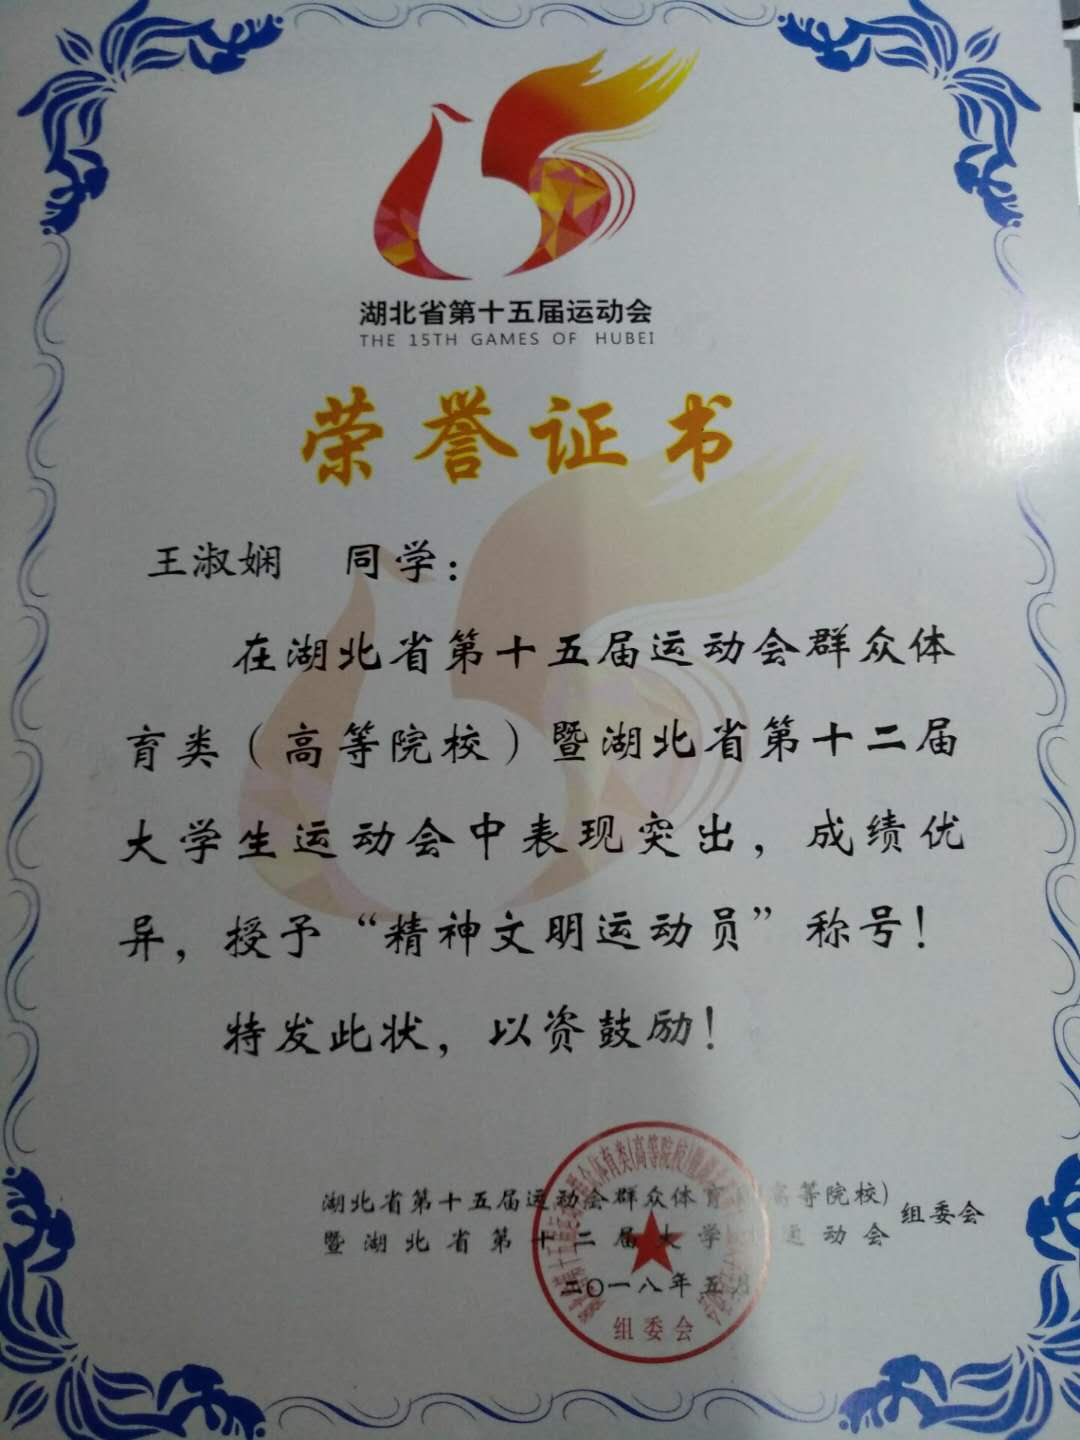 湖北省第十五届运动会
THE 15TH GAMES OF HUBEI
荣誉证书
王淑娴 同学：
在湖北省第十五届运动会群众体
育类（高等院校）暨湖北省第十二届
大学生运动会中表现突出，成绩优
异，授予“精神文明运动员”称号！
特发此状，以资鼓励！
湖北省第十五届运动会群众体育类(高等院校)
暨湖北省第十二届大学生运动会
组委会
二〇一八年五月
组委会